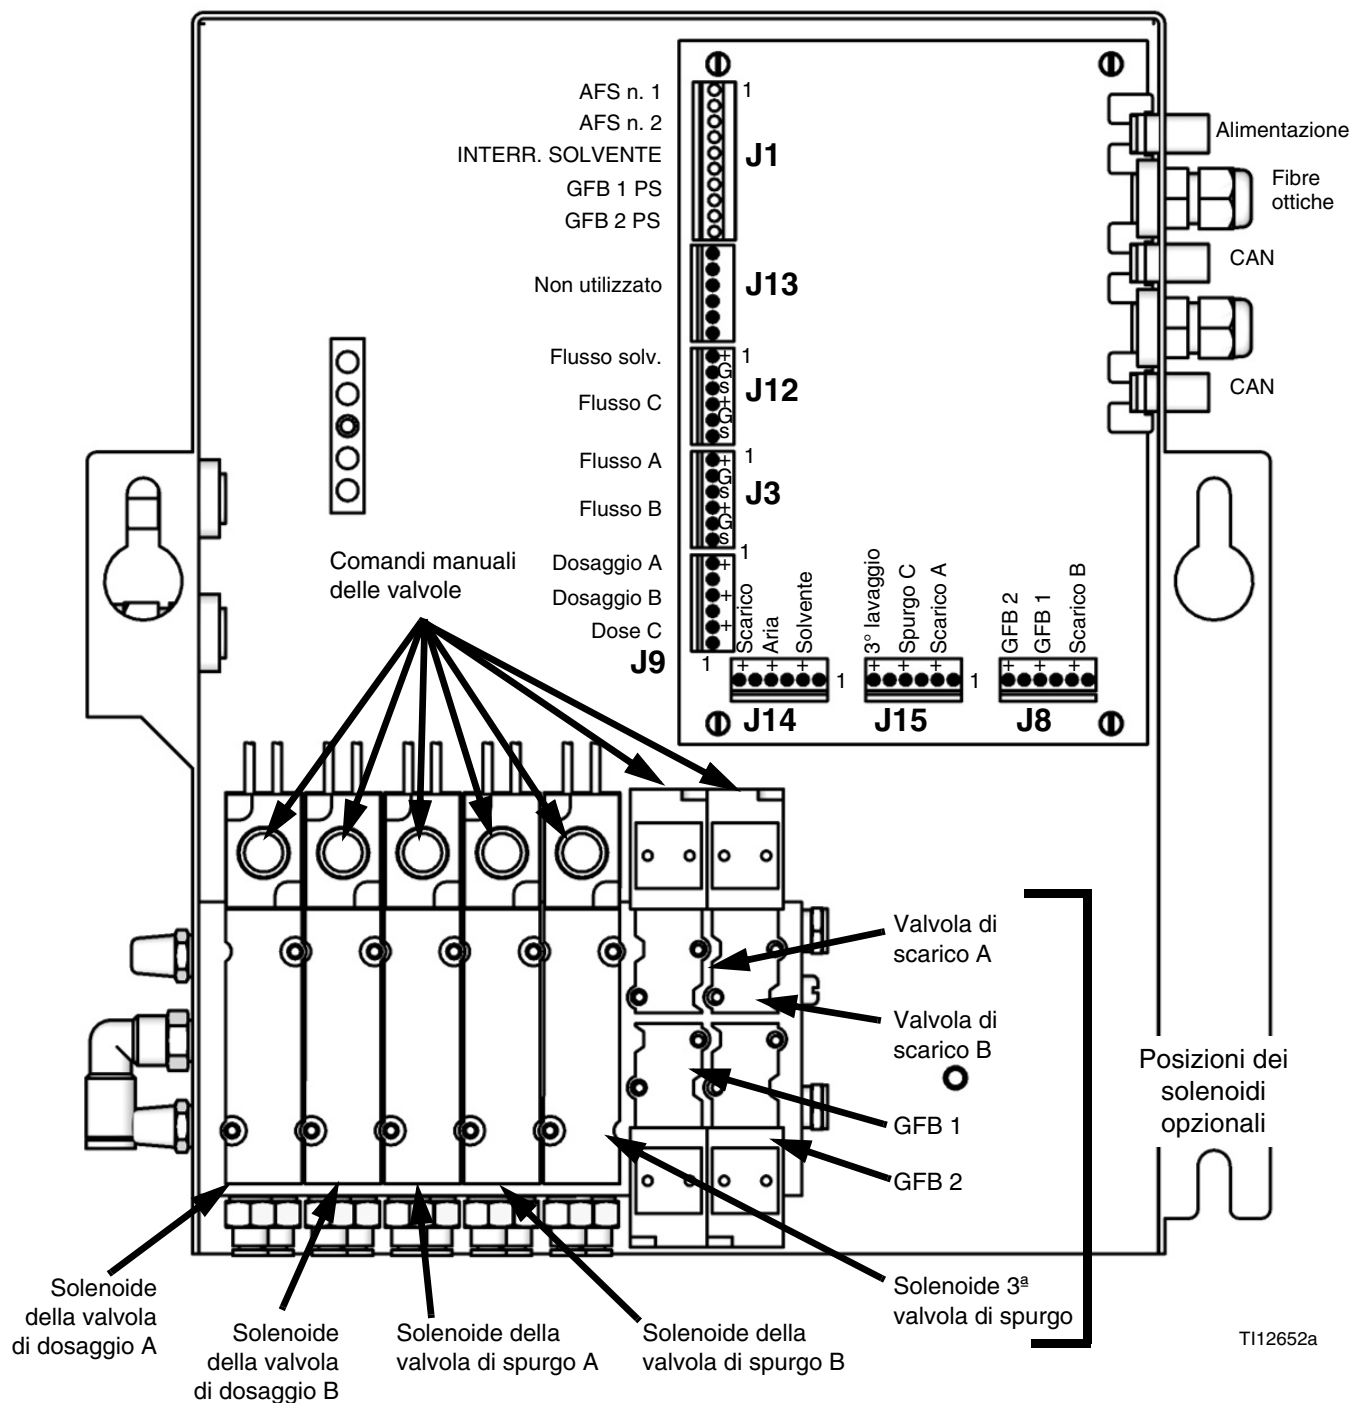 AFS n. 1
1
AFS n. 2
INTERR. SOLVENTE
J1
GFB 1 PS
GFB 2 PS
Alimentazione
Fibre
ottiche
CAN
CAN
Non utilizzato
J13
Flusso solv.
+
1
G
S
J12
Flusso C
+
G
S
Flusso A
+
1
G
S
J3
Flusso B
+
G
S
1
Dosaggio A
+
Dosaggio B
+
Dose C
+
J9
1
+ Scarico
+ Aria
+ Solvente
1
J14
+ 3° lavaggio
+ Spurgo C
+ Scarico A
1
J15
+ GFB 2
+ GFB 1
+ Scarico B
J8
Comandi manuali
delle valvole
Valvola di
scarico A
Valvola di
scarico B
GFB 1
GFB 2
Posizioni dei
solenoidi
opzionali
Solenoide 3ª
valvola di spurgo
Solenoide
della valvola
di dosaggio A
Solenoide
della valvola
di dosaggio B
Solenoide della
valvola di spurgo A
Solenoide della
valvola di spurgo B
TI12652a